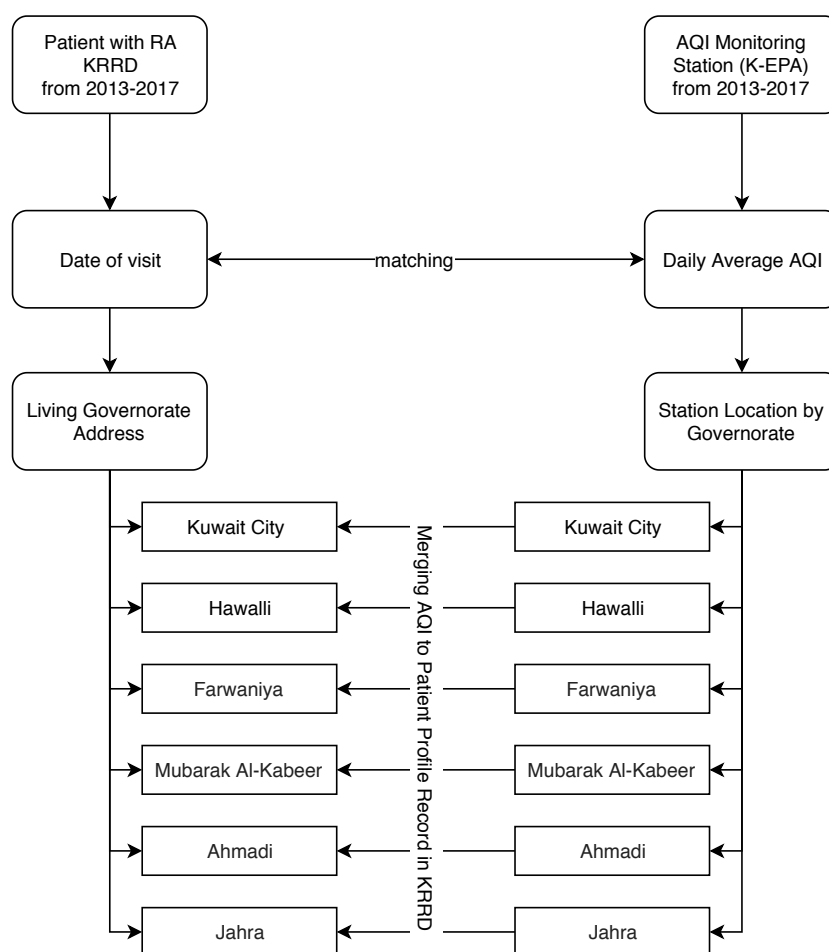 Patient with RA
KRRD
from 2013-2017
AQI Monitoring
Station (K-EPA)
from 2013-2017
Date of visit
matching
Daily Average AQI
Living Governorate
Address
Station Location by
Governorate
Kuwait City
Kuwait City
Hawalli
Hawalli
Farwaniya
Farwaniya
Mubarak Al-Kabeer
Mubarak Al-Kabeer
Ahmadi
Ahmadi
Jahra
Jahra
Merging AQI to Patient Profile Record in KRRD